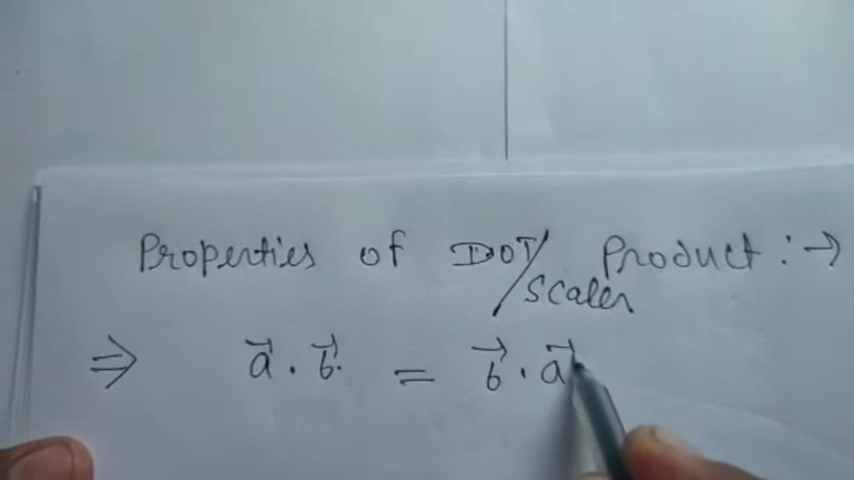 Properties of DOT/ Product :→
Scaler
⇒ a⃗ . b⃗. = b⃗ . a⃗